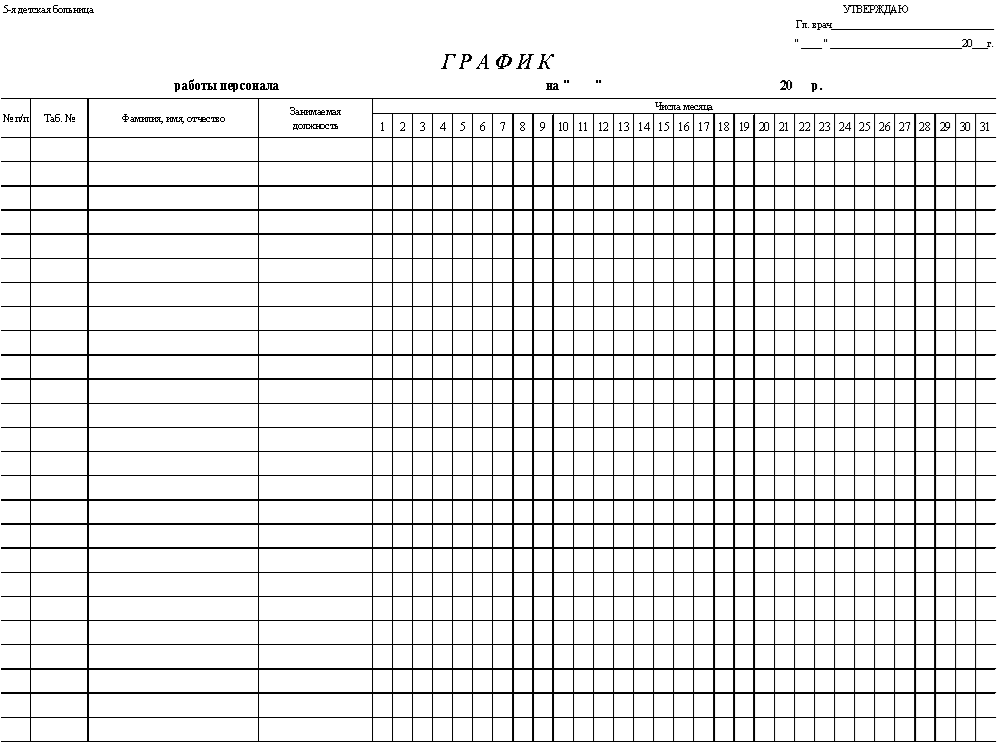 5-я детская больница
УТВЕРЖДАЮ
Гл. врач______________________________
"____" ________________________20___г.
Г Р А Ф И К
работы персонала на " " 20 р.
№ п/п Таб. № Фамилия, имя, отчество Занимаемая должность Числа месяца
1 2 3 4 5 6 7 8 9 10 11 12 13 14 15 16 17 18 19 20 21 22 23 24 25 26 27 28 29 30 31